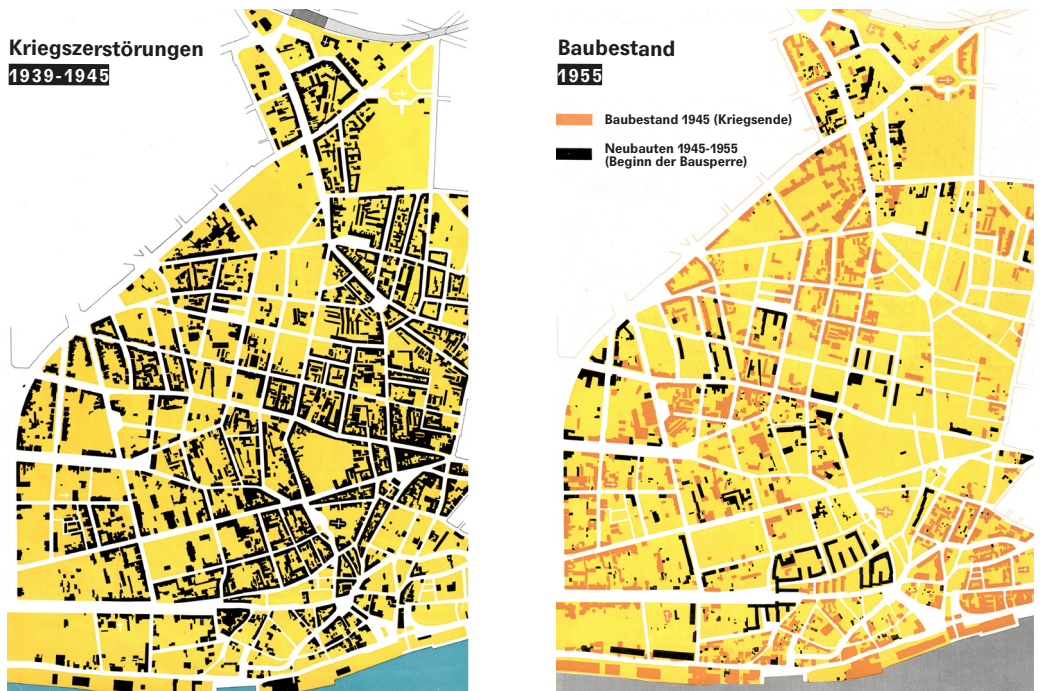 Kriegszerstörungen
1939-1945
Baubestand
1955
Baubestand 1945 (Kriegsende)
Neubauten 1945-1955
(Beginn der Bausperre)